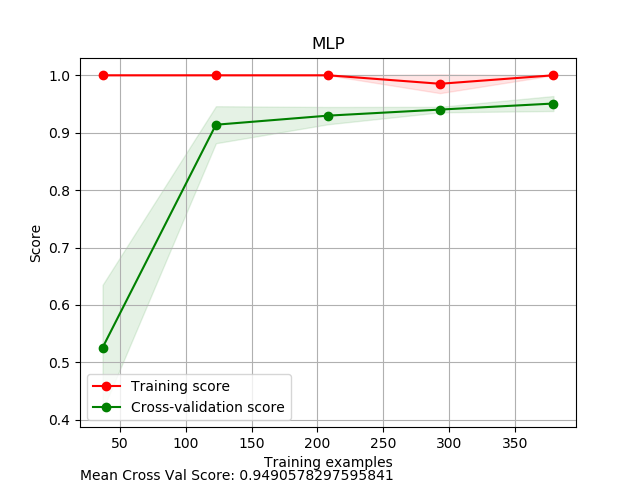 MLP
1.0
0.9
0.8
0.7
0.6
0.5
0.4
Score
Training score
Cross-validation score
50 100 150 200 250 300 350
Training examples
Mean Cross Val Score: 0.9490578297595841